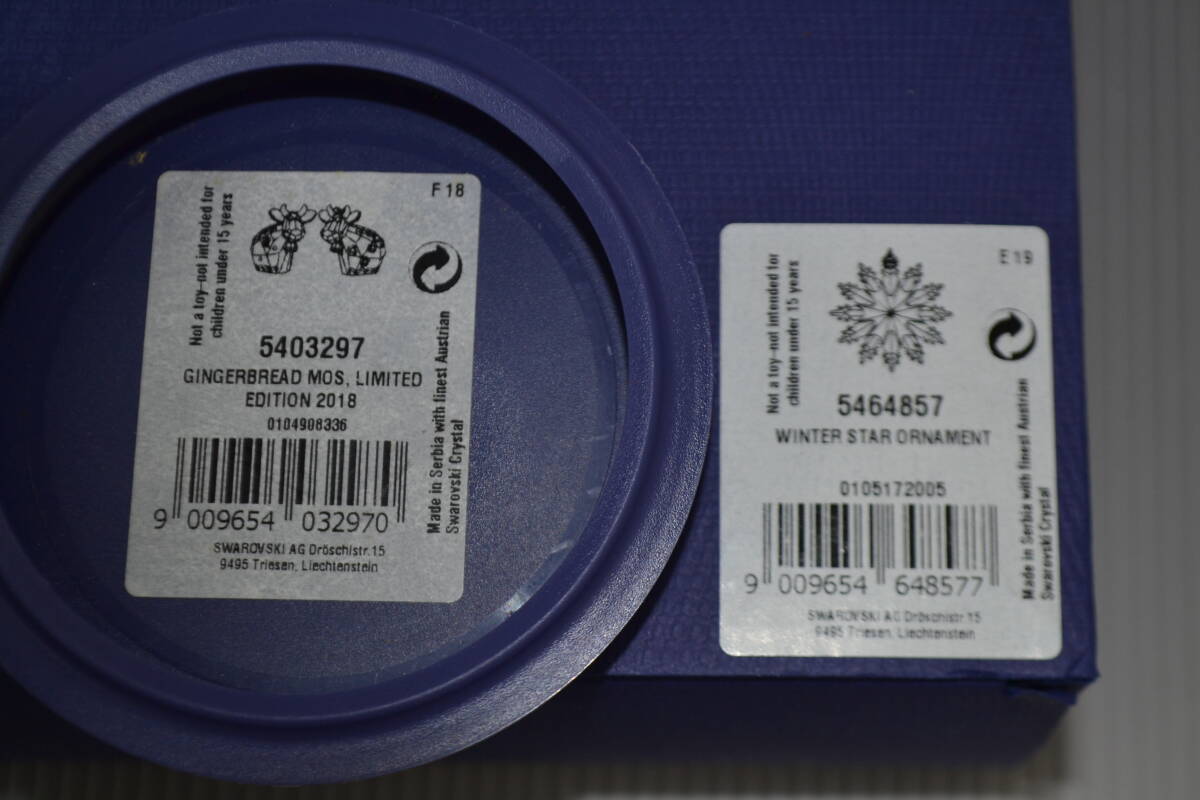 F 18
Not a toy-not intended for
children under 15 years
5403297
GINGERBREAD MOS, LIMITED
EDITION 2018
0104908336
9 009654 032970
SWAROVSKI AG Dröschistr. 15
9495 Triesen, Liechtenstein
Made in Serbia with finest Austrian
Swarovski Crystal
E 19
Not a toy-not intended for
children under 15 years
5464857
WINTER STAR ORNAMENT
0105172005
9 009654 648577
SWAROVSKI AG Dröschistr. 15
9495 Triesen, Liechtenstein
Made in Serbia with finest Austrian
Swarovski Crystal